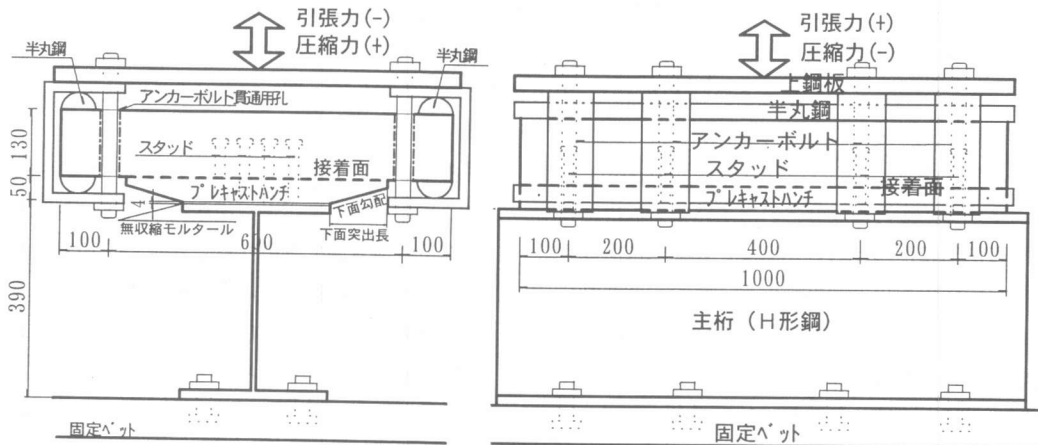 引張力(-)
圧縮力(+)
半丸鋼
半丸鋼
アンカーボルト貫通用孔
スタッド
接着面
プレキャストハンチ
下面勾配
下面突出長
無収縮モルタール
130
50
4
390
100
600
100
固定ベット
引張力(+)
圧縮力(-)
上鋼板
半丸鋼
アンカーボルト
スタッド
接着面
プレキャストハンチ
100
200
400
200
100
1000
主桁(H形鋼)
固定ベット